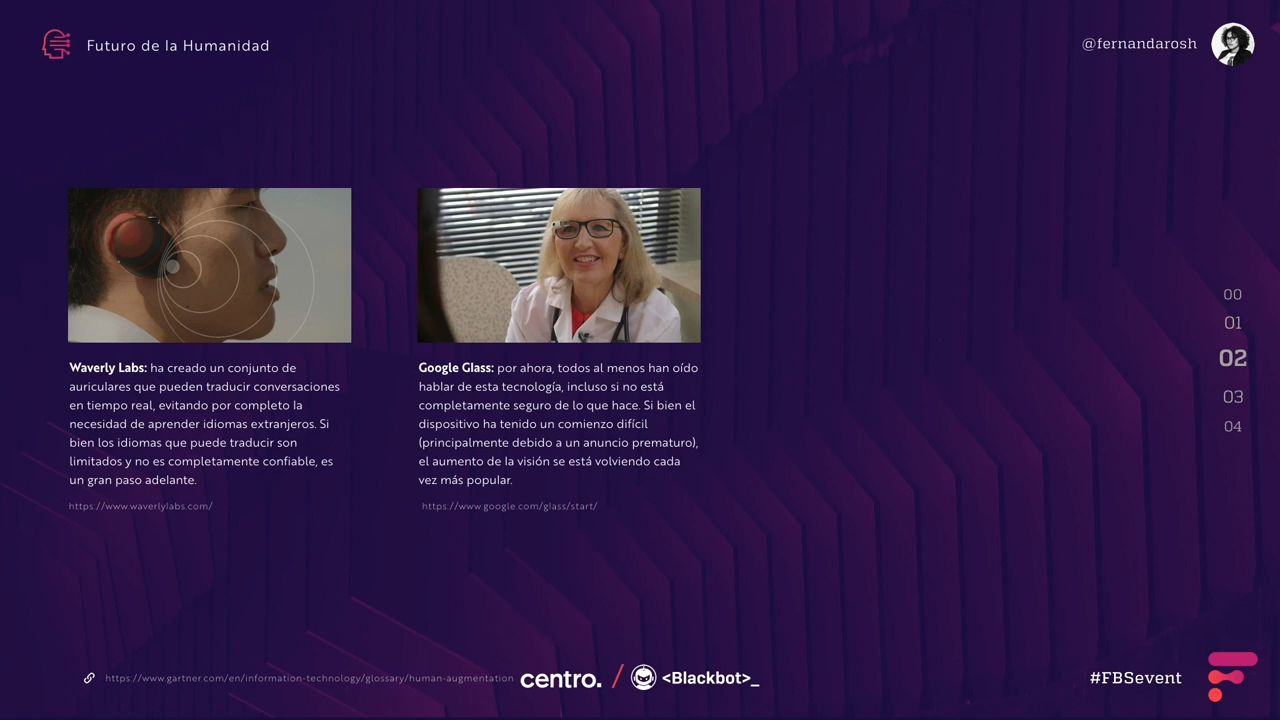 Futuro de la Humanidad
@fernandarosh
Waverly Labs: ha creado un conjunto de
auriculares que pueden traducir conversaciones
en tiempo real, evitando por completo la
necesidad de aprender idiomas extranjeros. Si
bien los idiomas que puede traducir son
limitados y no es completamente confiable, es
un gran paso adelante.
https://www.waverlylabs.com/
Google Glass: por ahora, todos al menos han oído
hablar de esta tecnología, incluso si no está
completamente seguro de lo que hace. Si bien el
dispositivo ha tenido un comienzo difícil
(principalmente debido a un anuncio prematuro),
el aumento de la visión se está volviendo cada
vez más popular.
https://www.google.com/glass/start/
00
01
02
03
04
https://www.gartner.com/en/information-technology/glossary/human-augmentation
centro. / <Blackbot>_
#FBSevent